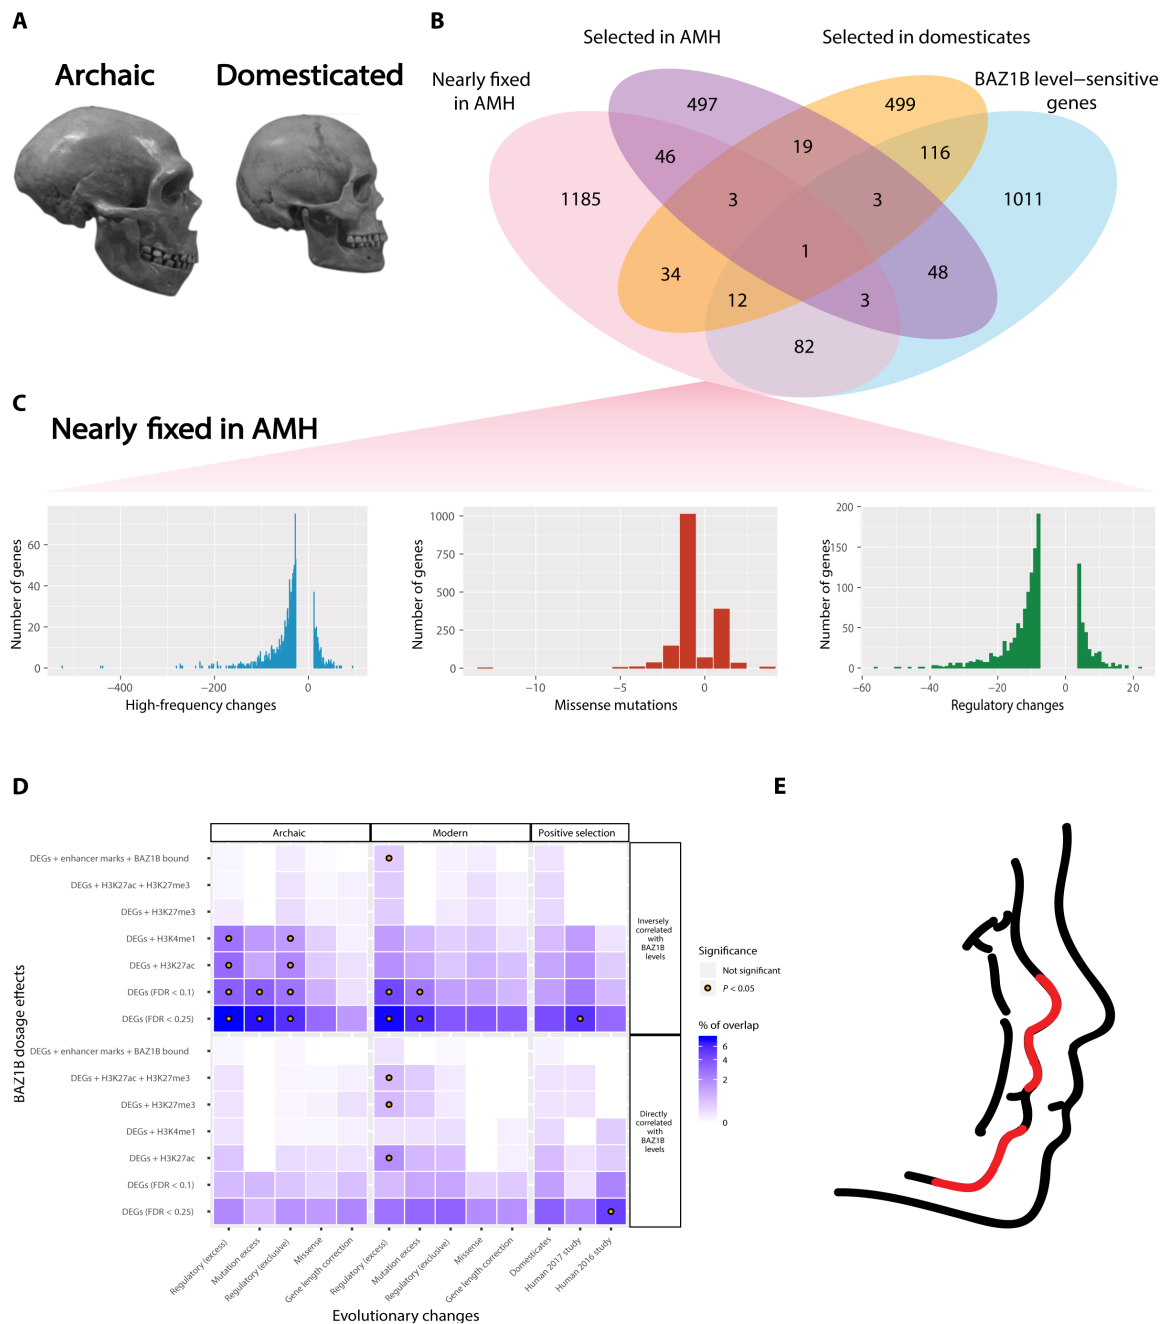 A
Archaic
Domesticated
B
Selected in AMH
Selected in domesticates
Nearly fixed
in AMH
BAZ1B level–sensitive
genes
497
499
46
19
116
1185
3
3
1011
1
34
48
12
3
82
C
Nearly fixed in AMH
Number of genes
60
40
20
0
−400
−200
0
High-frequency changes
Number of genes
1000
750
500
250
0
−10
−5
0
Missense mutations
Number of genes
200
150
100
50
0
−60
−40
−20
0
20
Regulatory changes
D
Archaic
Modern
Positive selection
BAZ1B dosage effects
DEGs + enhancer marks + BAZ1B bound
DEGs + H3K27ac + H3K27me3
DEGs + H3K27me3
DEGs + H3K4me1
DEGs + H3K27ac
DEGs (FDR < 0.1)
DEGs (FDR < 0.25)
Inversely
correlated
with
BAZ1B
levels
DEGs + enhancer marks + BAZ1B bound
DEGs + H3K27ac + H3K27me3
DEGs + H3K27me3
DEGs + H3K4me1
DEGs + H3K27ac
DEGs (FDR < 0.1)
DEGs (FDR < 0.25)
Directly
correlated
with
BAZ1B
levels
Regulatory (excess)
Mutation excess
Regulatory (exclusive)
Missense
Gene length correction
Regulatory (excess)
Mutation excess
Regulatory (exclusive)
Missense
Gene length correction
Domesticates
Human 2017 study
Human 2016 study
Evolutionary changes
Significance
Not significant
P < 0.05
% of overlap
6
4
2
0
E